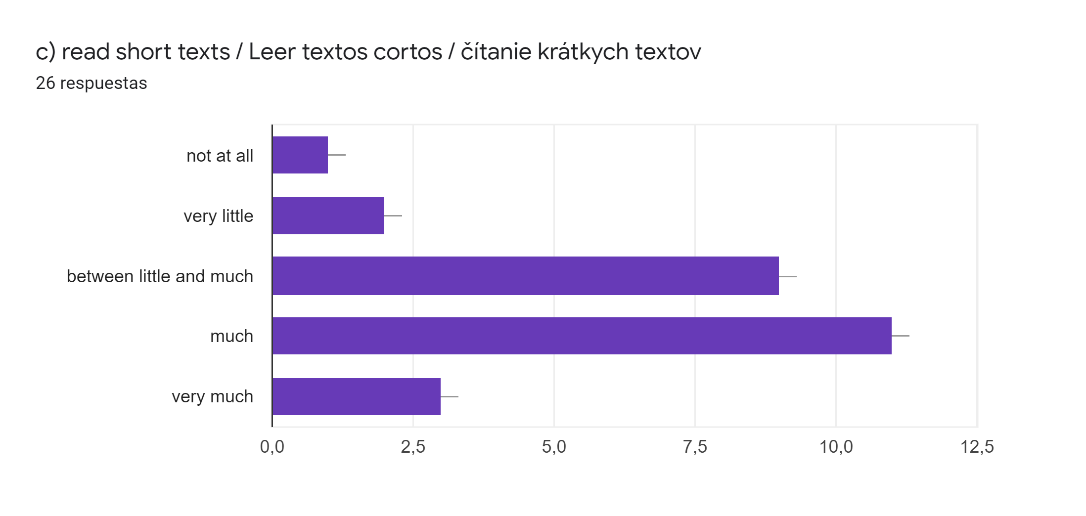 c) read short texts / Leer textos cortos / čítanie krátkych textov
26 respuestas
not at all
very little
between little and much
much
very much
0,0 2,5 5,0 7,5 10,0 12,5